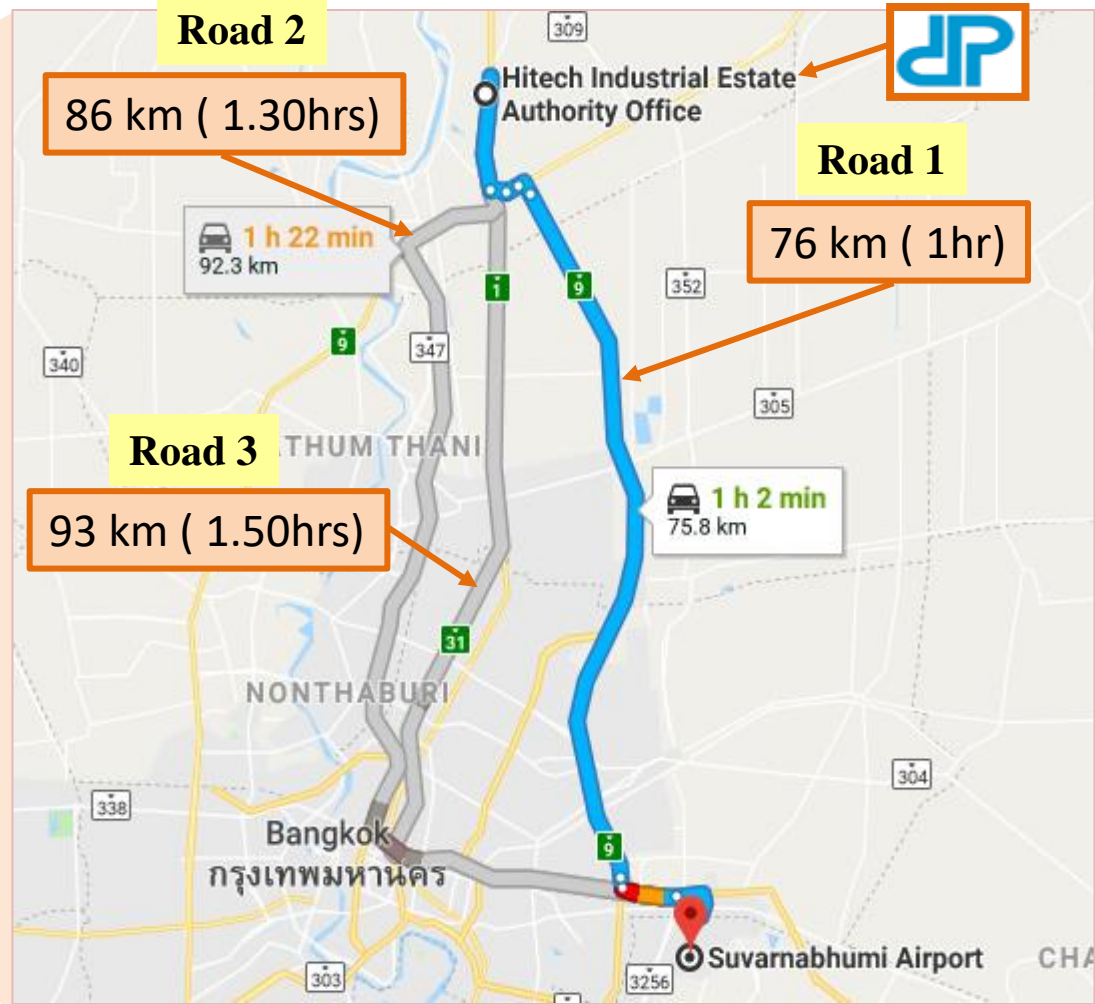 Road 2
309
dp
Hitech Industrial Estate
Authority Office
86 km ( 1.30hrs)
Road 1
1 h 22 min
92.3 km
76 km ( 1hr)
1
9
352
9
347
340
305
Road 3
THUM THANI
1 h 2 min
75.8 km
93 km ( 1.50hrs)
31
NONTHABURI
304
338
Bangkok
กรุงเทพมหานคร
9
Suvarnabhumi Airport
CHA
303
3256